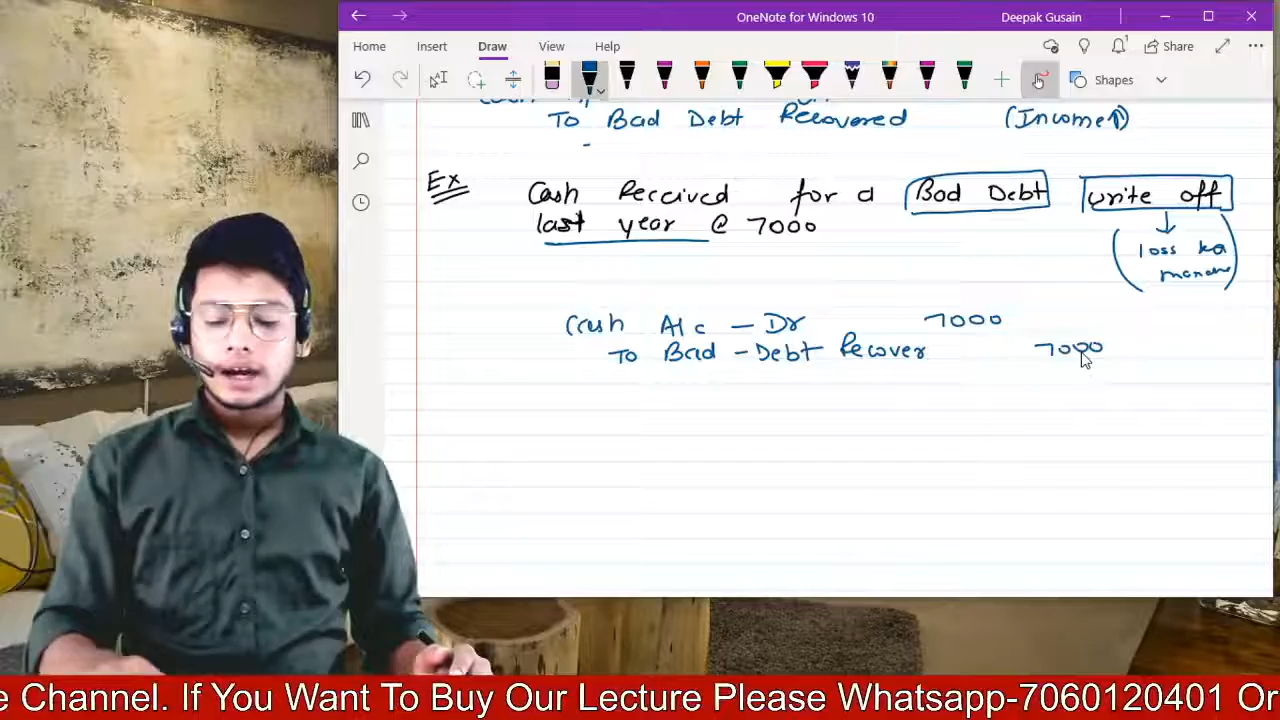 OneNote for Windows 10
Deepak Gusain
Home Insert Draw View Help
Share
Shapes
To Bad Debt Recovered (Income↑)
Ex Cash Received for a Bad Debt write off
last year @ 7000
loss ka
Cash A/c - Dr 7000
To Bad - Debt Recover 7000
e Channel. If You Want To Buy Our Lecture Please Whatsapp-7060120401 Or